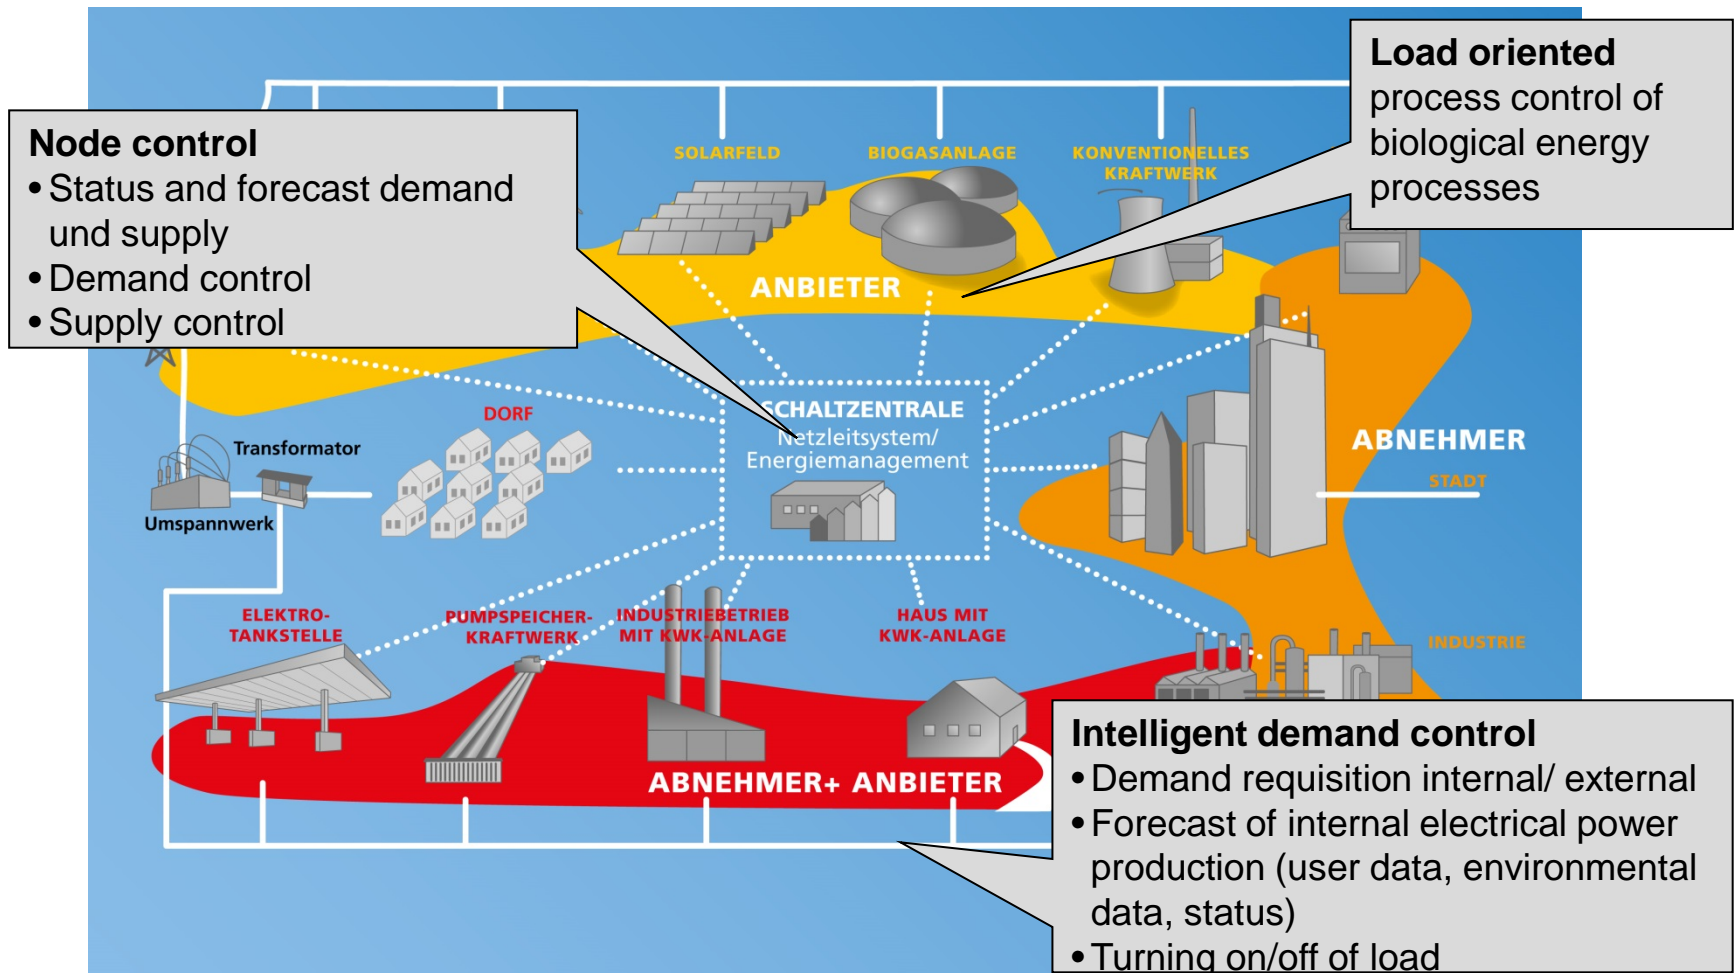 Load oriented
process control of
biological energy
processes
Node control
• Status and forecast demand
und supply
• Demand control
• Supply control
SOLARFELD
BIOGASANLAGE
KONVENTIONELLES
KRAFTWERK
ANBIETER
SCHALTZENTRALE
Netzleitsystem/
Energiemanagement
DORF
Transformator
Umspannwerk
ABNEHMER
STADT
ELEKTRO-
TANKSTELLE
PUMPSPEICHER-
KRAFTWERK
INDUSTRIEBETRIEB
MIT KWK-ANLAGE
HAUS MIT
KWK-ANLAGE
INDUSTRIE
ABNEHMER+ ANBIETER
Intelligent demand control
• Demand requisition internal/ external
• Forecast of internal electrical power
production (user data, environmental
data, status)
• Turning on/off of load